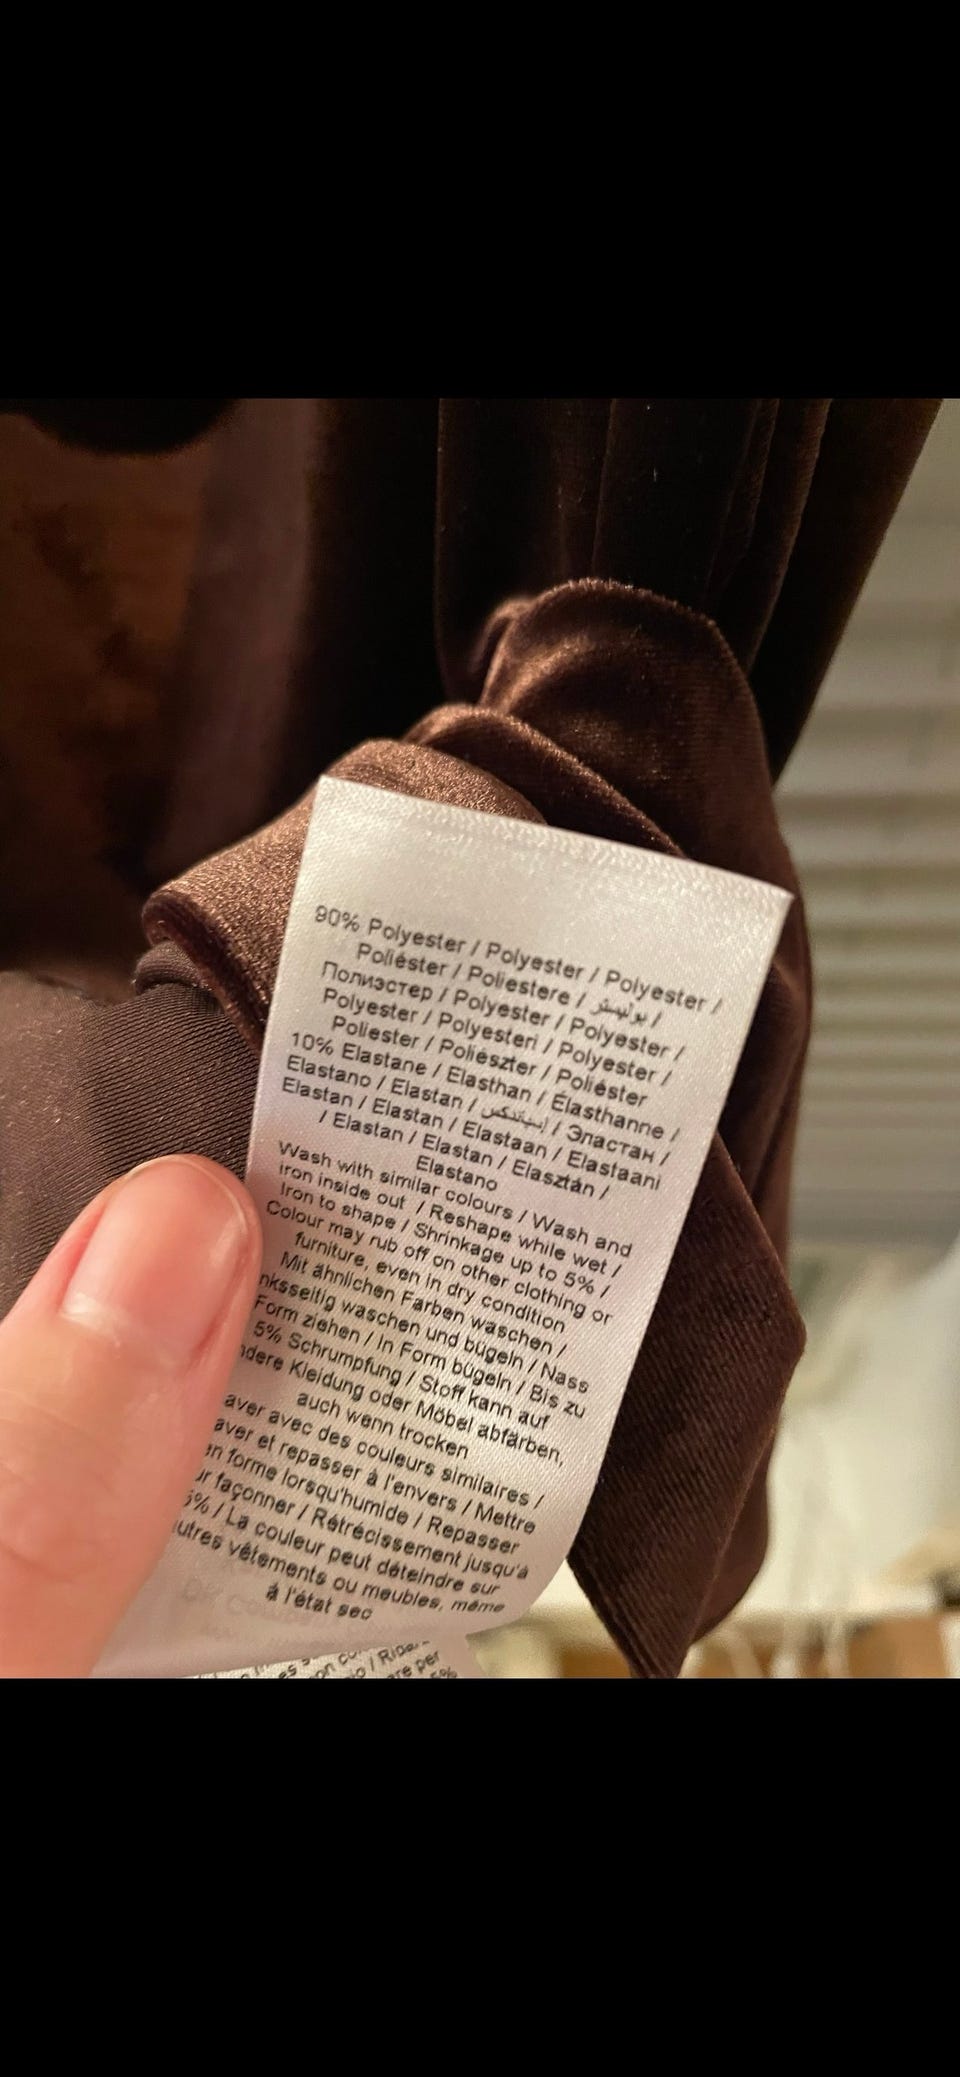 90% Polyester / Polyester / Polyester /
Poliéster / Poliestere / بوليستر /
Полиэстер / Polyester / Polyester /
Polyester / Polyesteri / Polyester /
Poliester / Poliészter / Poliéster
10% Elastane / Elasthan / Élasthanne /
Elastano / Elastan / إسباندكس / Эластан /
Elastan / Elastan / Elastaan / Elastaani
/ Elastan / Elastan / Elasztán /
Elastano
Wash with similar colours / Wash and
iron inside out / Reshape while wet /
Iron to shape / Shrinkage up to 5% /
Colour may rub off on other clothing or
furniture, even in dry condition
Mit ähnlichen Farben waschen /
nksseitig waschen und bügeln / Nass
Form ziehen / In Form bügeln / Bis zu
5% Schrumpfung / Stoff kann auf
ndere Kleidung oder Möbel abfärben,
auch wenn trocken
aver avec des couleurs similaires /
aver et repasser à l'envers / Mettre
en forme lorsqu'humide / Repasser
ur façonner / Rétrécissement jusqu'à
5% / La couleur peut déteindre sur
utres vêtements ou meubles, même
à l'état sec
5%